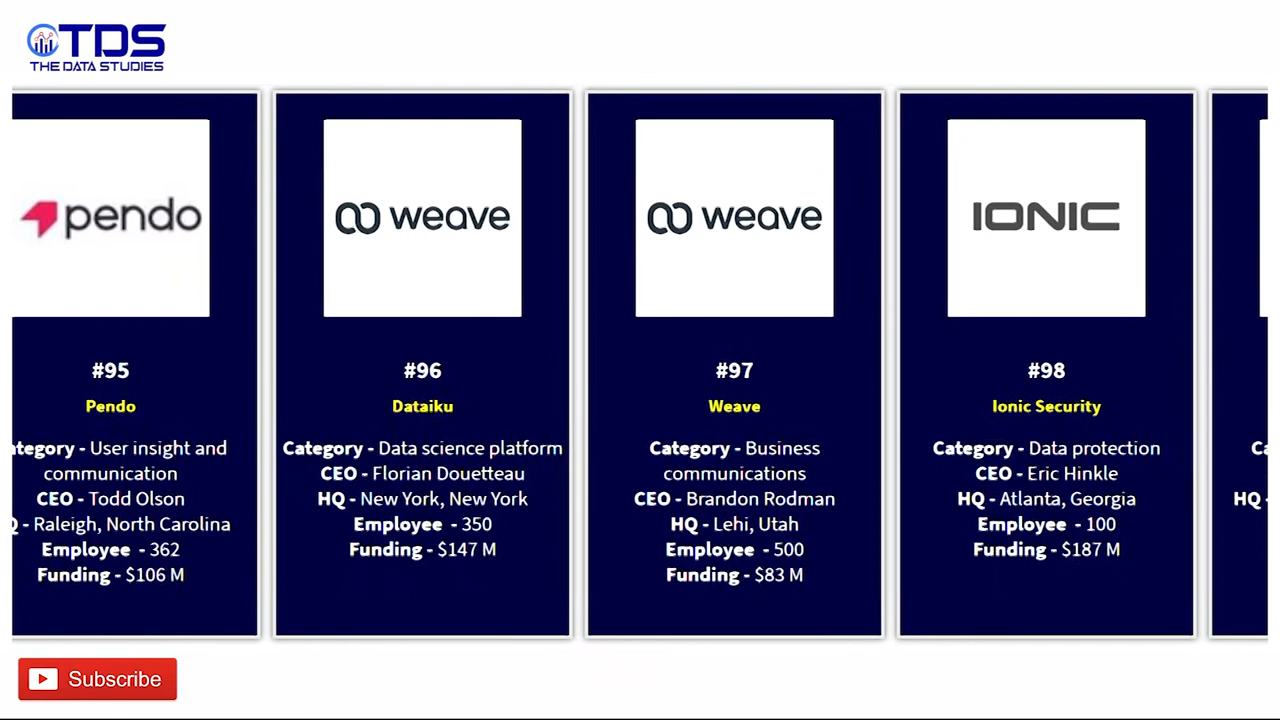 TDS
THE DATA STUDIES
pendo
#95
Pendo
ategory - User insight and
communication
CEO - Todd Olson
Q - Raleigh, North Carolina
Employee - 362
Funding - $106 M
weave
#96
Dataiku
Category - Data science platform
CEO - Florian Douetteau
HQ - New York, New York
Employee - 350
Funding - $147 M
weave
#97
Weave
Category - Business
communications
CEO - Brandon Rodman
HQ - Lehi, Utah
Employee - 500
Funding - $83 M
IONIC
#98
Ionic Security
Category - Data protection
CEO - Eric Hinkle
HQ - Atlanta, Georgia
Employee - 100
Funding - $187 M
Ca
HQ -
Subscribe